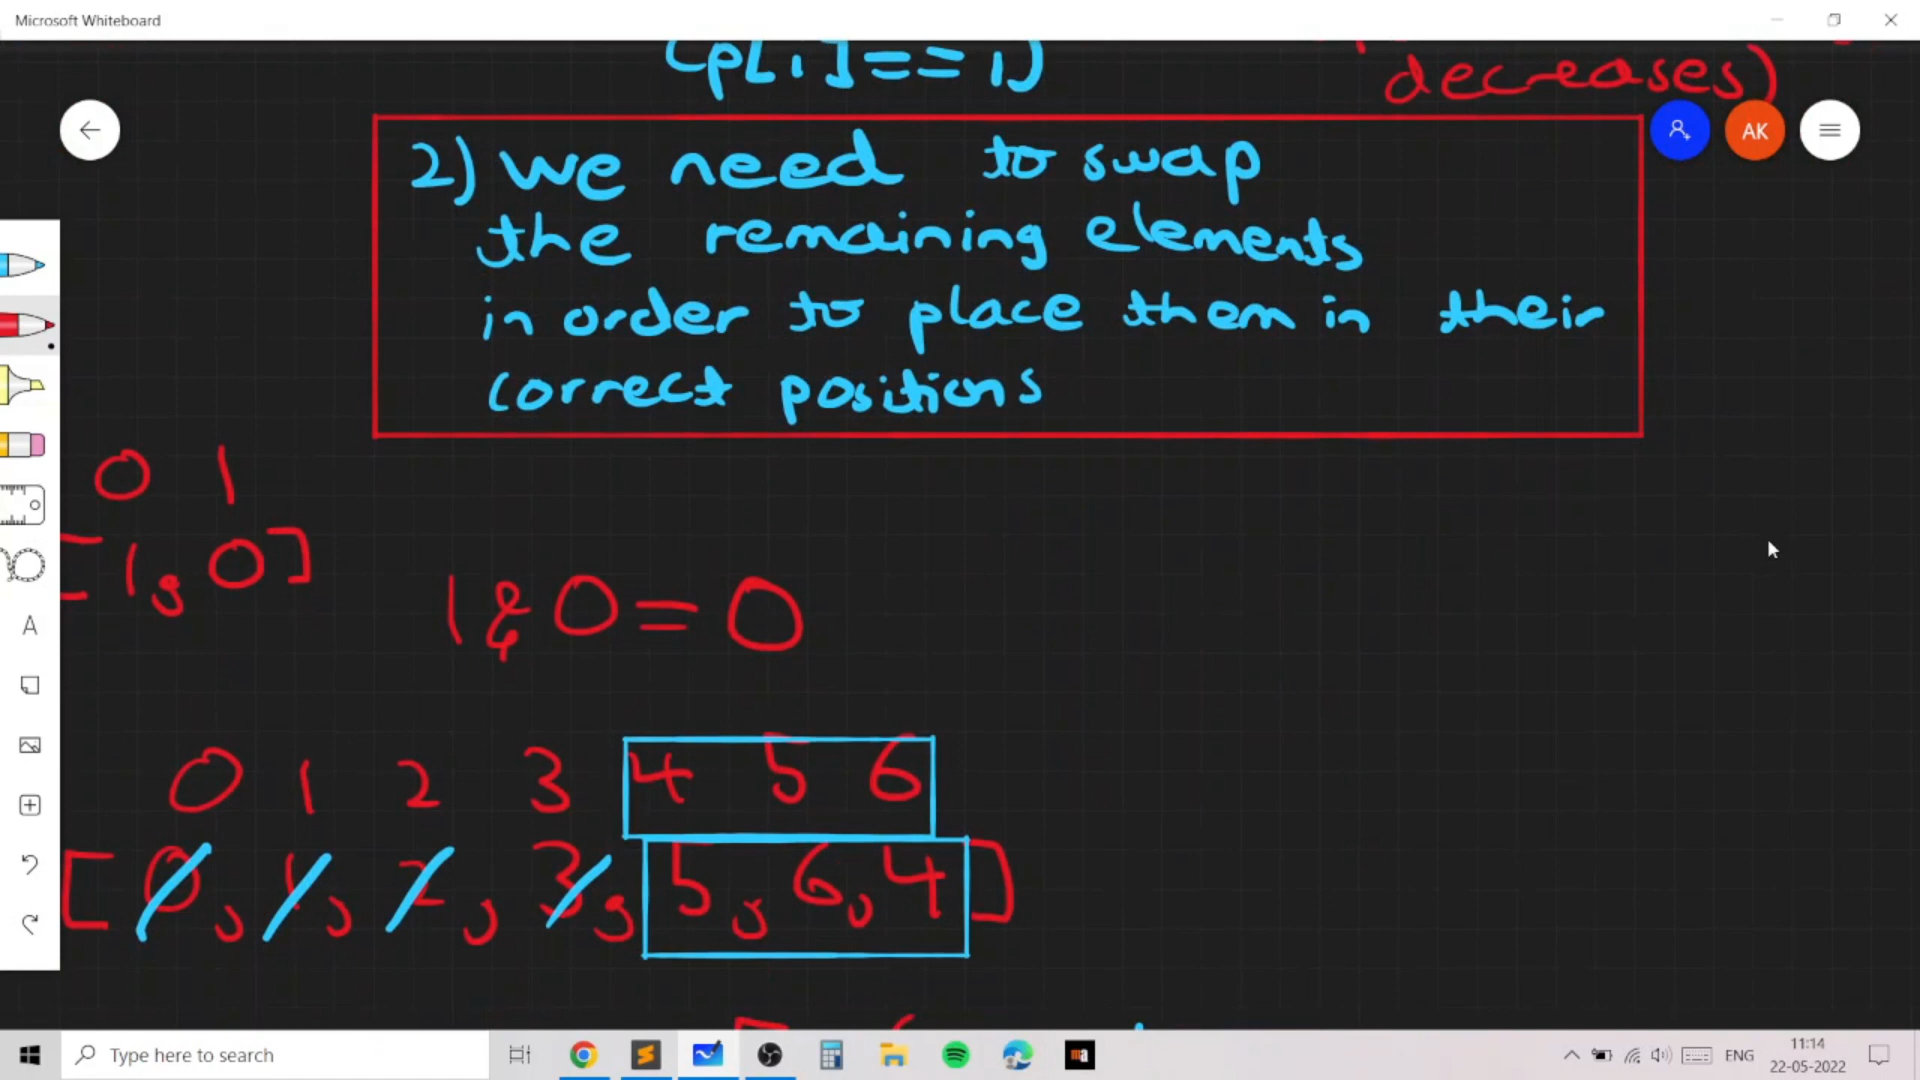 Microsoft Whiteboard
(p[i]==i)
decreases)
AK
2) we need to swap
the remaining elements
in order to place them in their
correct positions
0 1
[1,0]
1&0=0
0 1 2 3 4 5 6
[0,1,2,3,5,6,4]
A
Type here to search
ma
ENG
11:14
22-05-2022